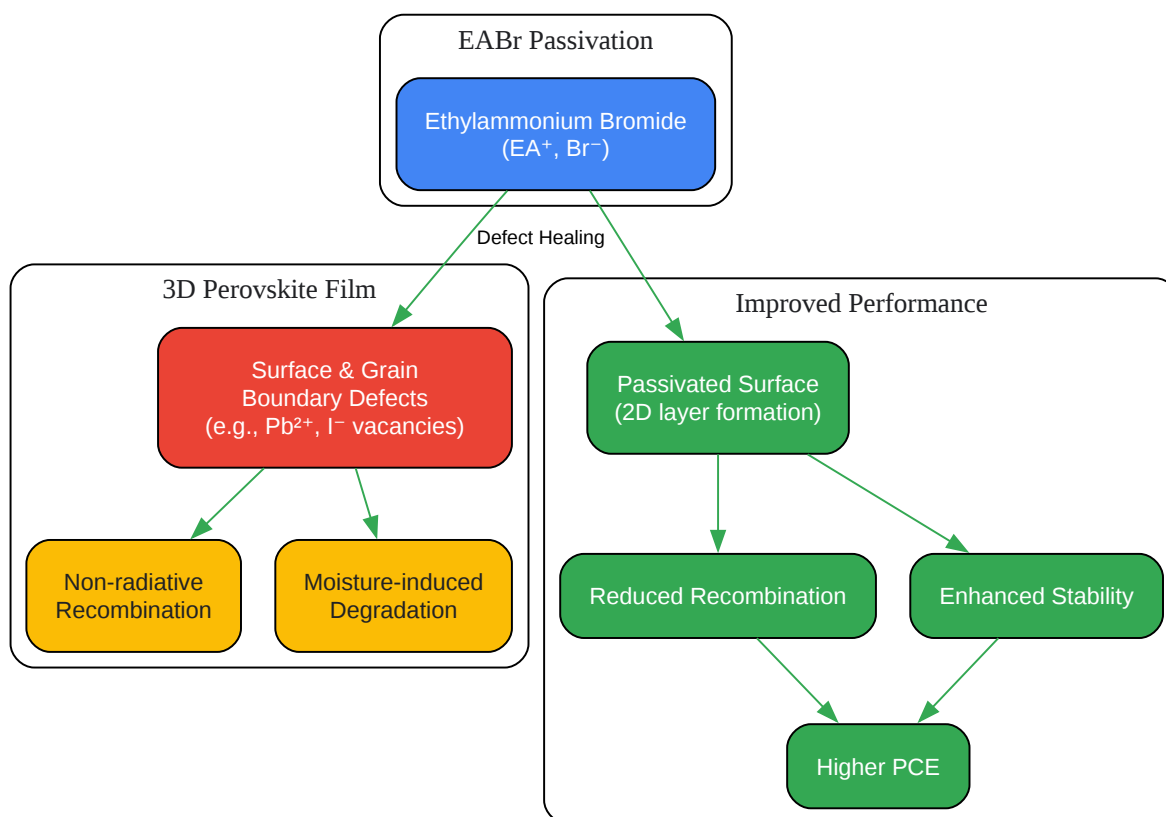 EABr Passivation
Ethylammonium Bromide
(EA⁺, Br⁻)
Defect Healing
3D Perovskite Film
Surface & Grain
Boundary Defects
(e.g., Pb²⁺, I⁻ vacancies)
Non-radiative
Recombination
Moisture-induced
Degradation
Improved Performance
Passivated Surface
(2D layer formation)
Reduced Recombination
Enhanced Stability
Higher PCE